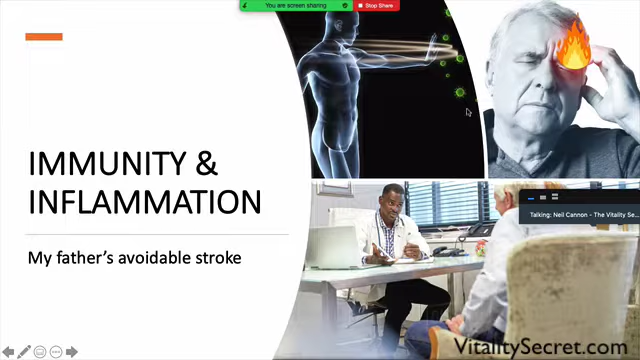 You are screen sharing
Stop Share
IMMUNITY &
INFLAMMATION
My father's avoidable stroke
Talking: Neil Cannon - The Vitality Se...
VitalitySecret.com